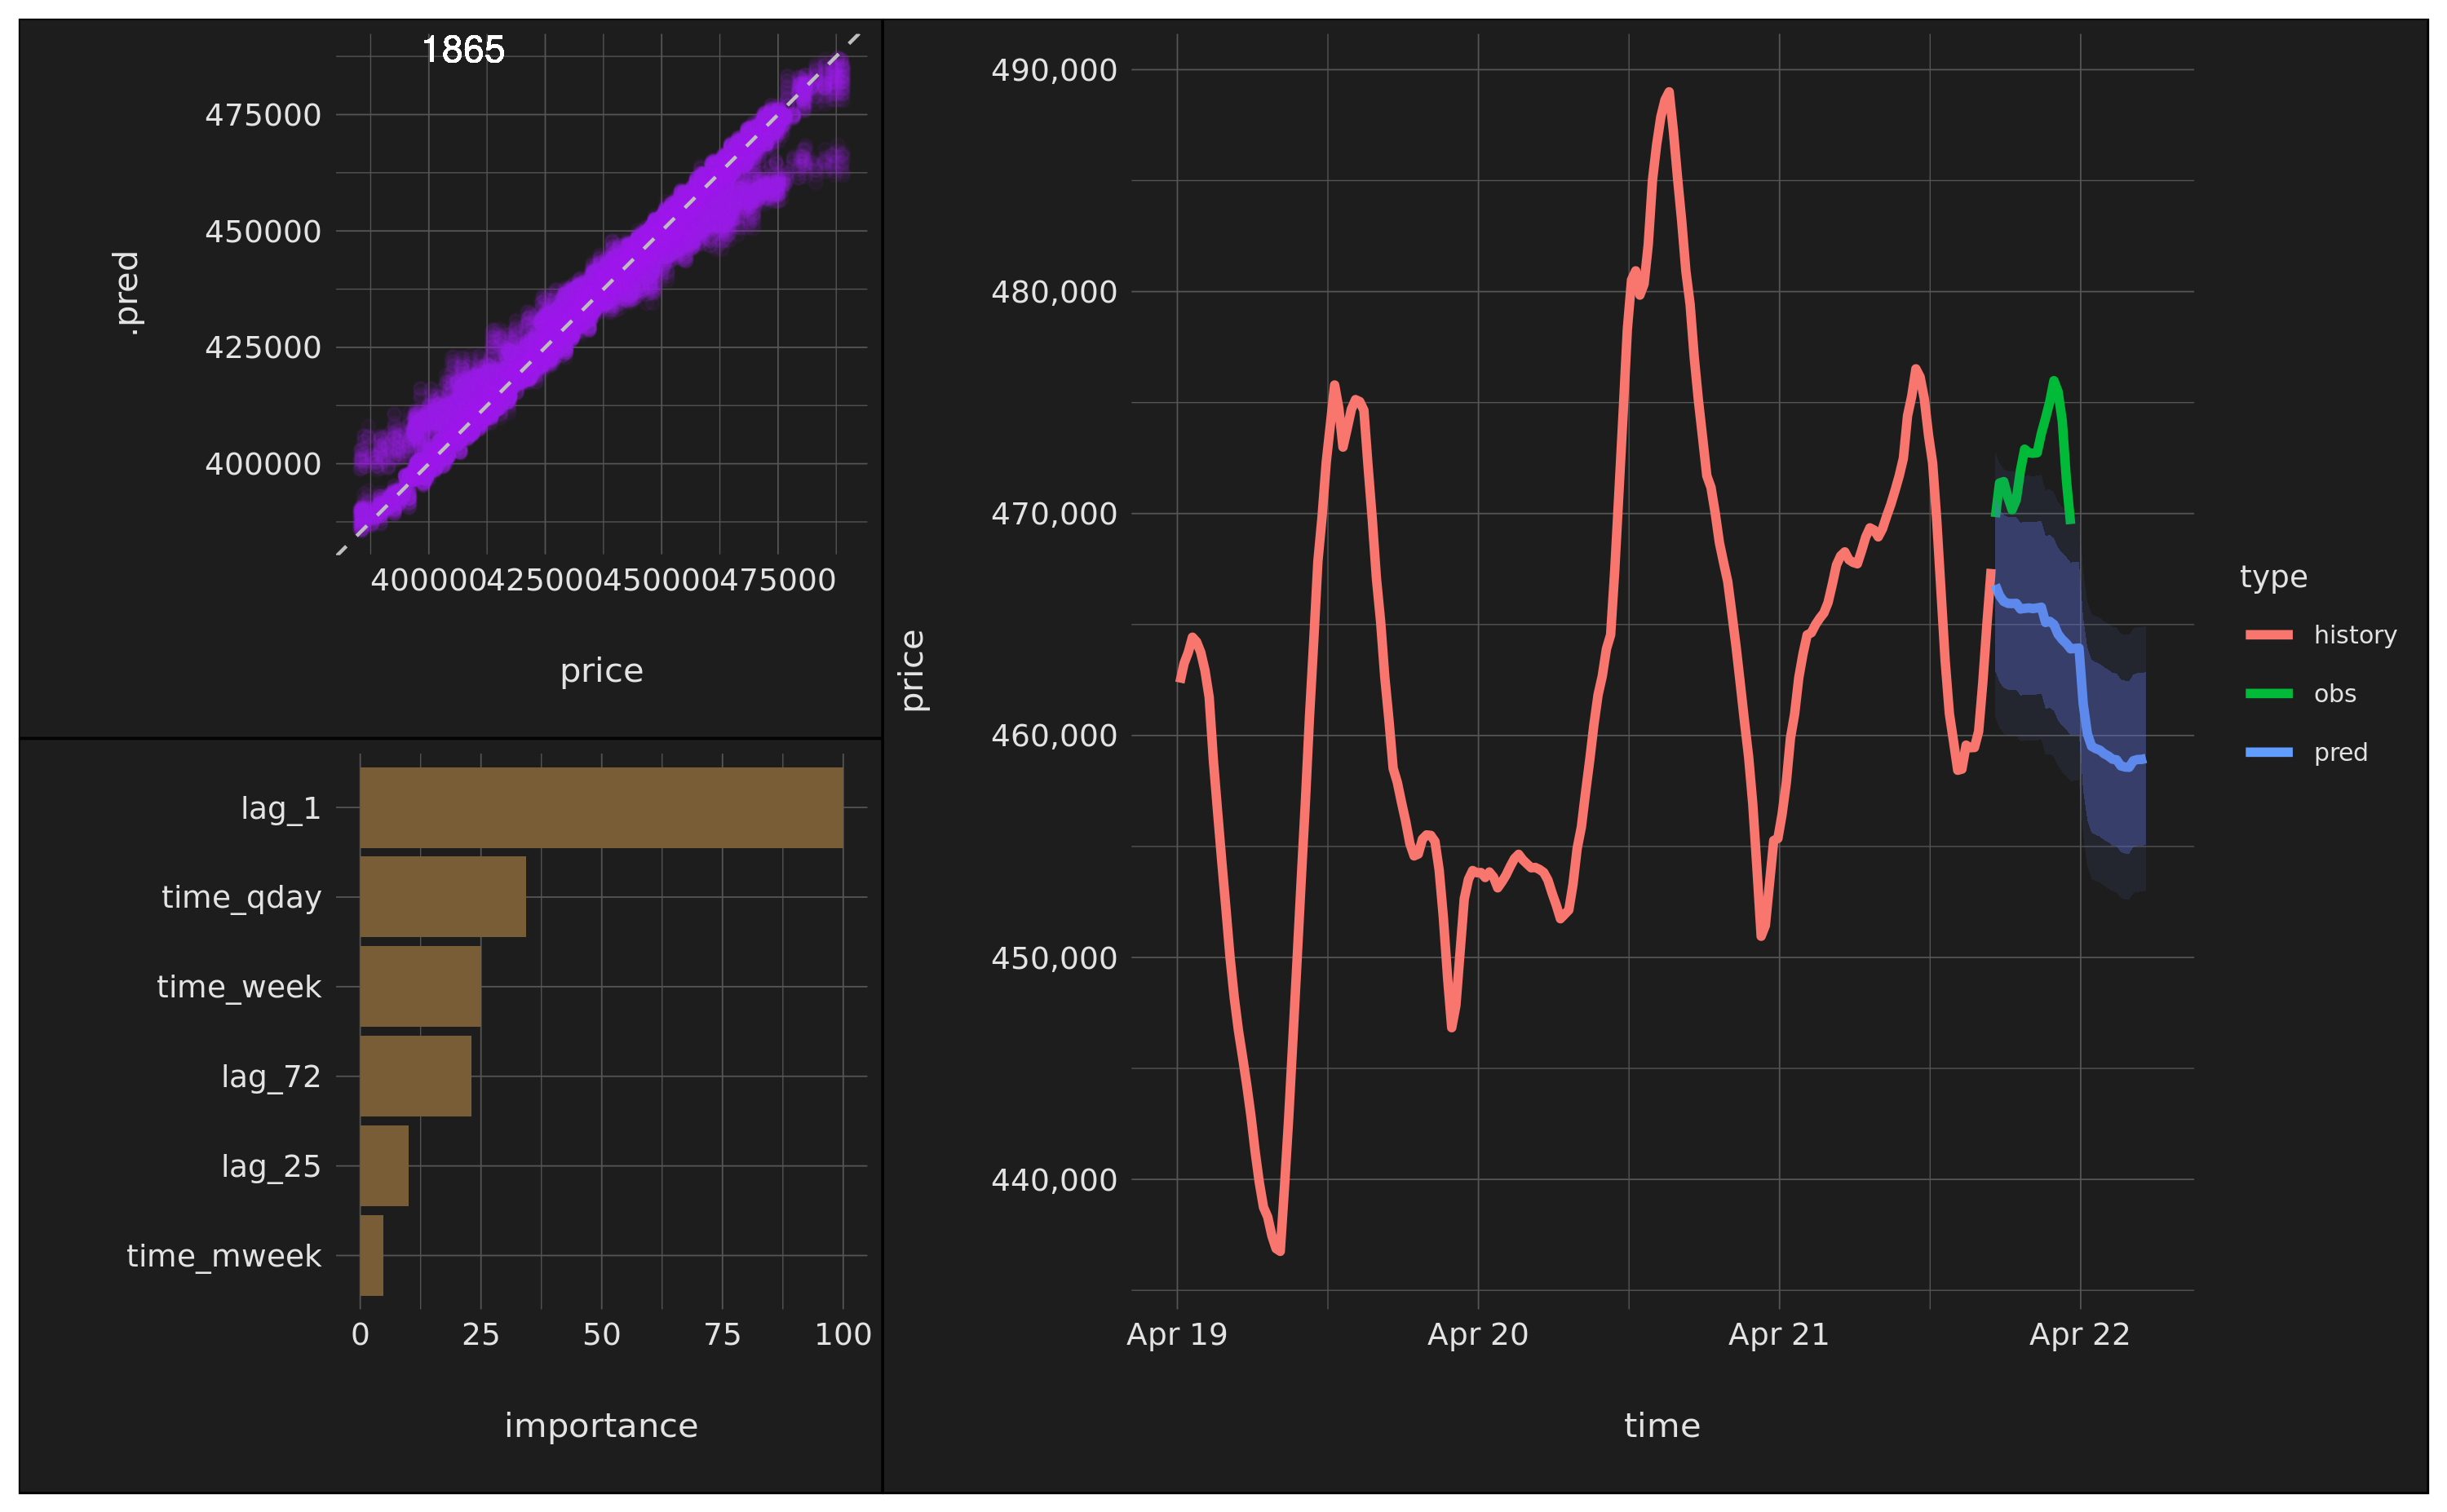 1865
475000
450000
425000
400000
.pred
400000425000450000475000
price
lag_1
time_qday
time_week
lag_72
lag_25
time_mweek
0 25 50 75 100
importance
490,000
480,000
470,000
460,000
450,000
440,000
price
Apr 19 Apr 20 Apr 21 Apr 22
time
type
history
obs
pred